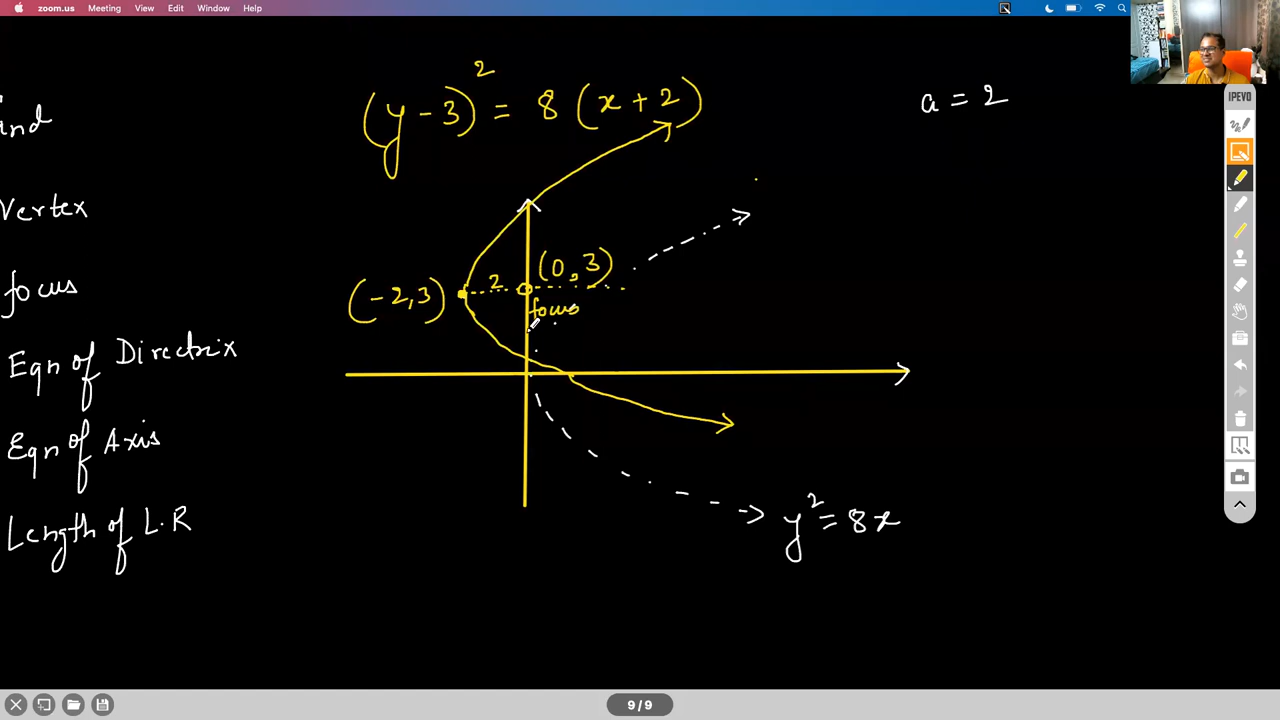 zoom.us Meeting View Edit Window Help
IPEVO
(y-3)² = 8(x+2)
a = 2
ind
Vertex
focus
Eqn of Directrix
Eqn of Axis
Length of L.R
(0,3)
2
(-2,3)
focus
y² = 8x
9/9